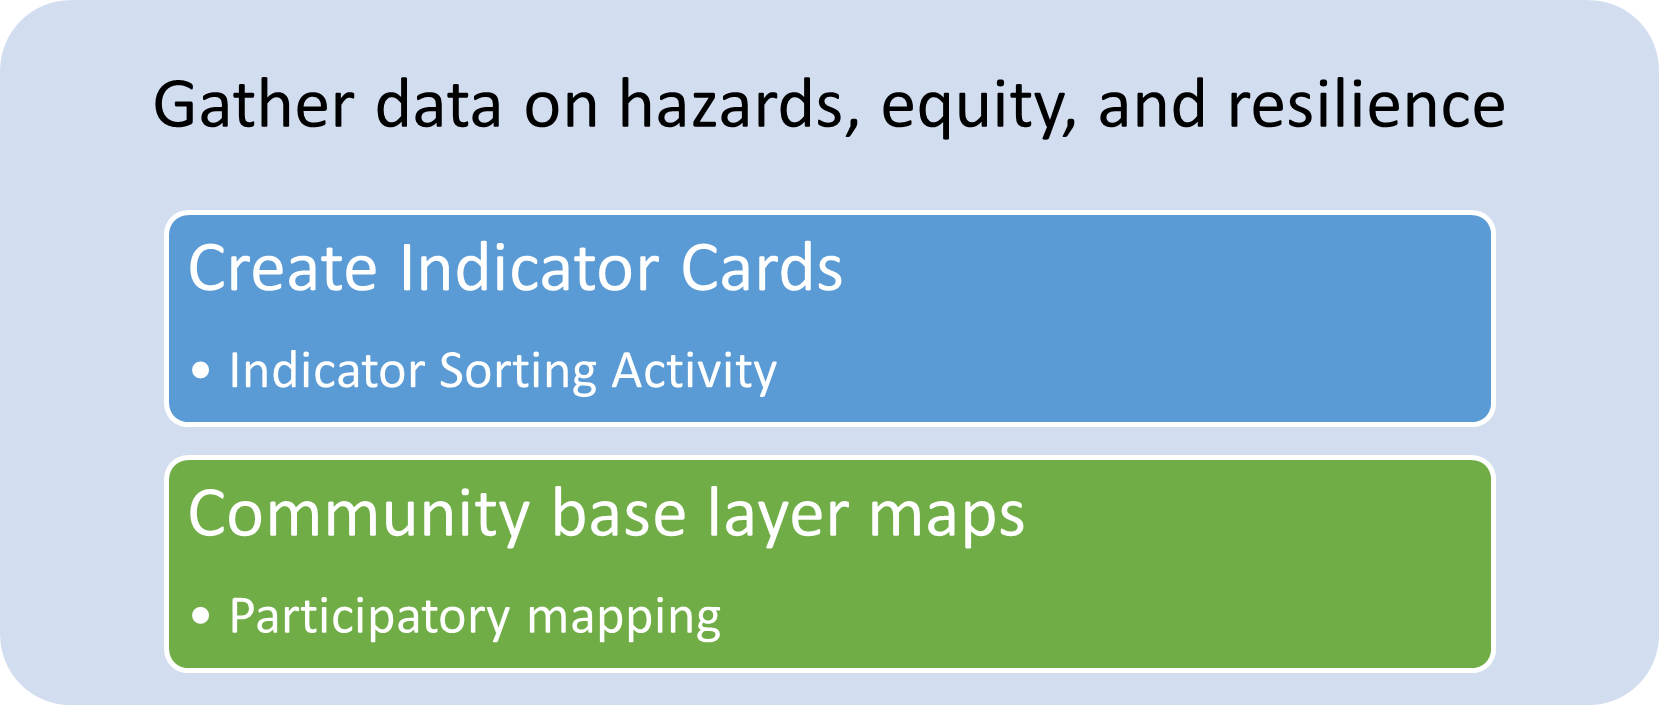 Gather data on hazards, equity, and resilience
Create Indicator Cards
• Indicator Sorting Activity
Community base layer maps
• Participatory mapping